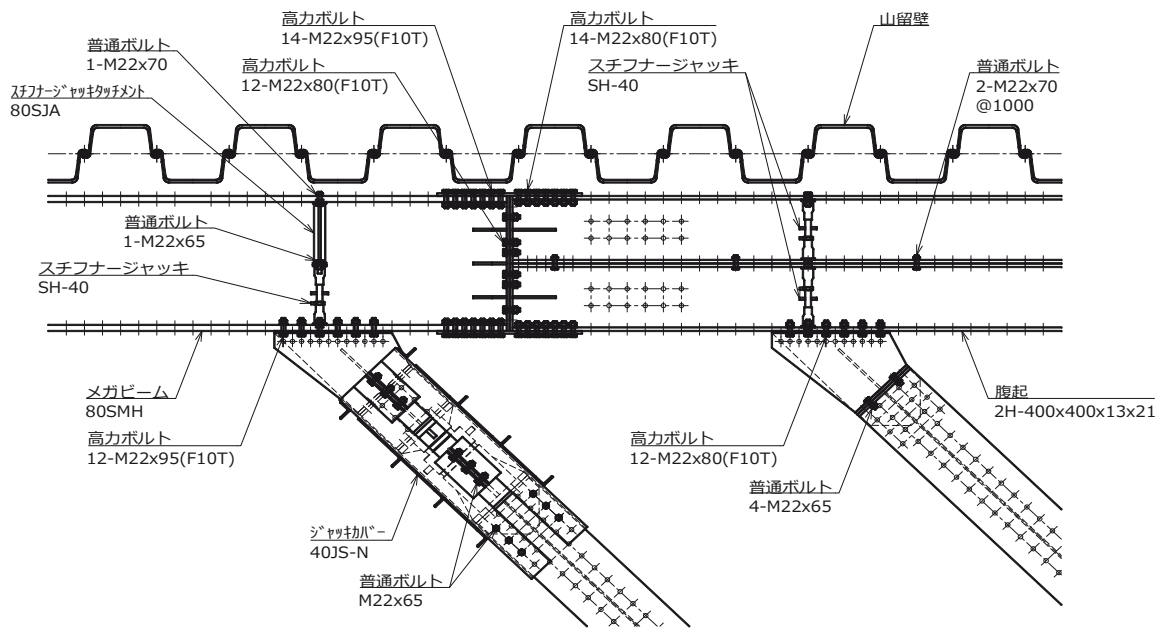 高力ボルト
14-M22x95(F10T)
高力ボルト
14-M22x80(F10T)
山留壁
普通ボルト
1-M22x70
高力ボルト
12-M22x80(F10T)
スチフナージャッキ
SH-40
普通ボルト
2-M22x70
@1000
ｽﾁﾌﾅｰｼﾞｬｯｷﾀｯﾁﾒﾝﾄ
80SJA
普通ボルト
1-M22x65
スチフナージャッキ
SH-40
メガビーム
80SMH
高力ボルト
12-M22x95(F10T)
腹起
2H-400x400x13x21
高力ボルト
12-M22x80(F10T)
普通ボルト
4-M22x65
ｼﾞｬｯｷｶﾊﾞｰ
40JS-N
普通ボルト
M22x65